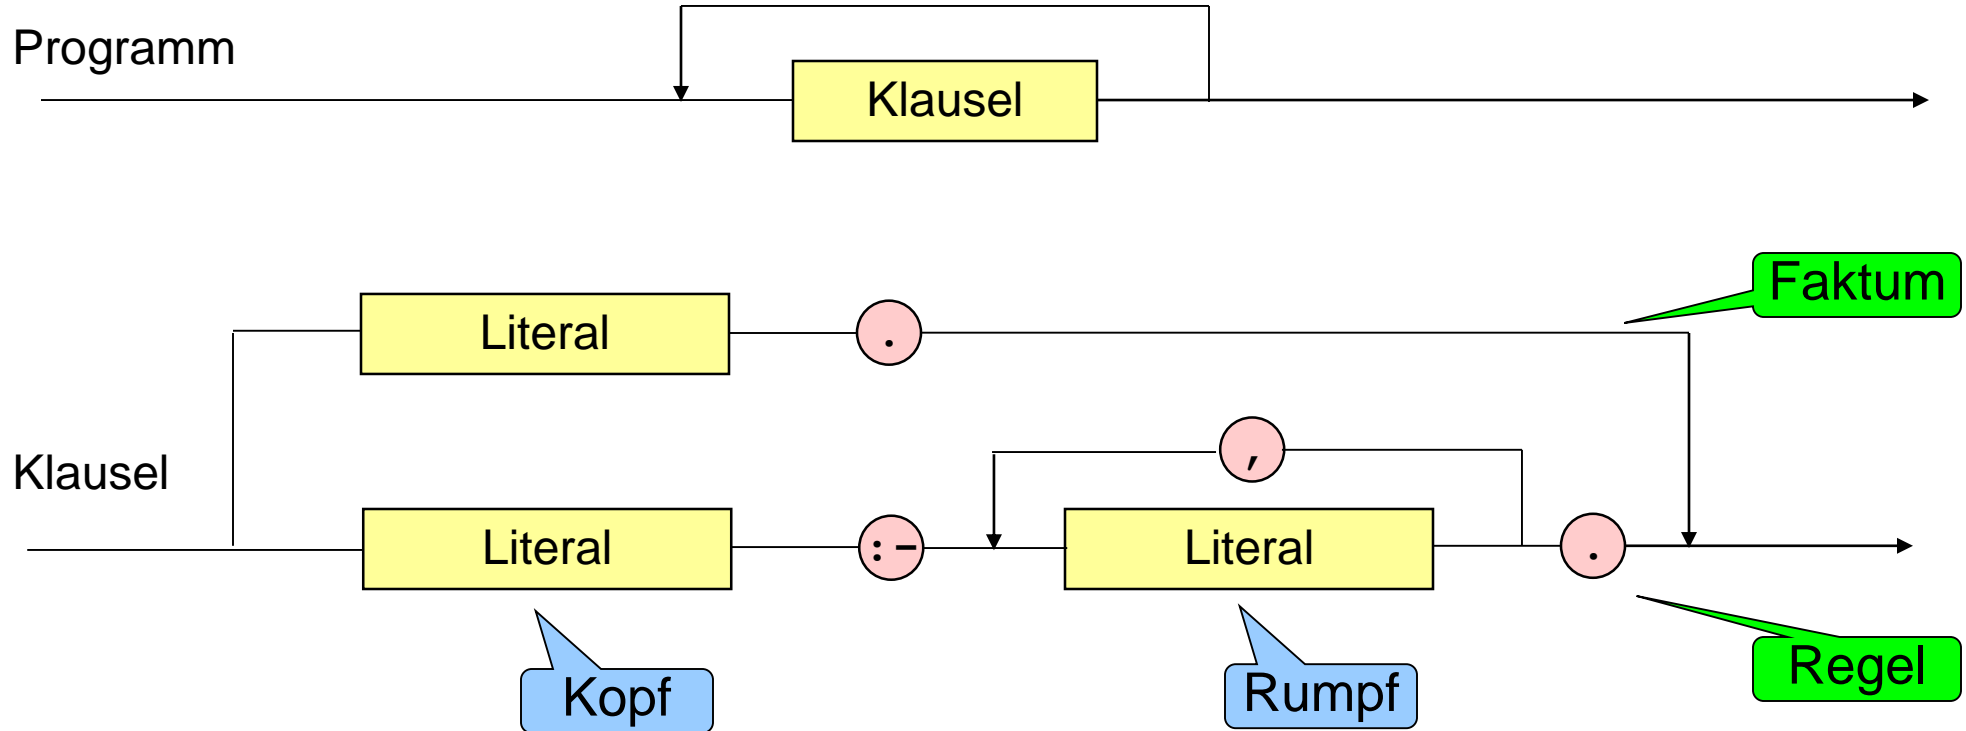 Programm
Klausel
Faktum
Literal .
,
Klausel
Literal :- Literal .
Kopf Rumpf Regel